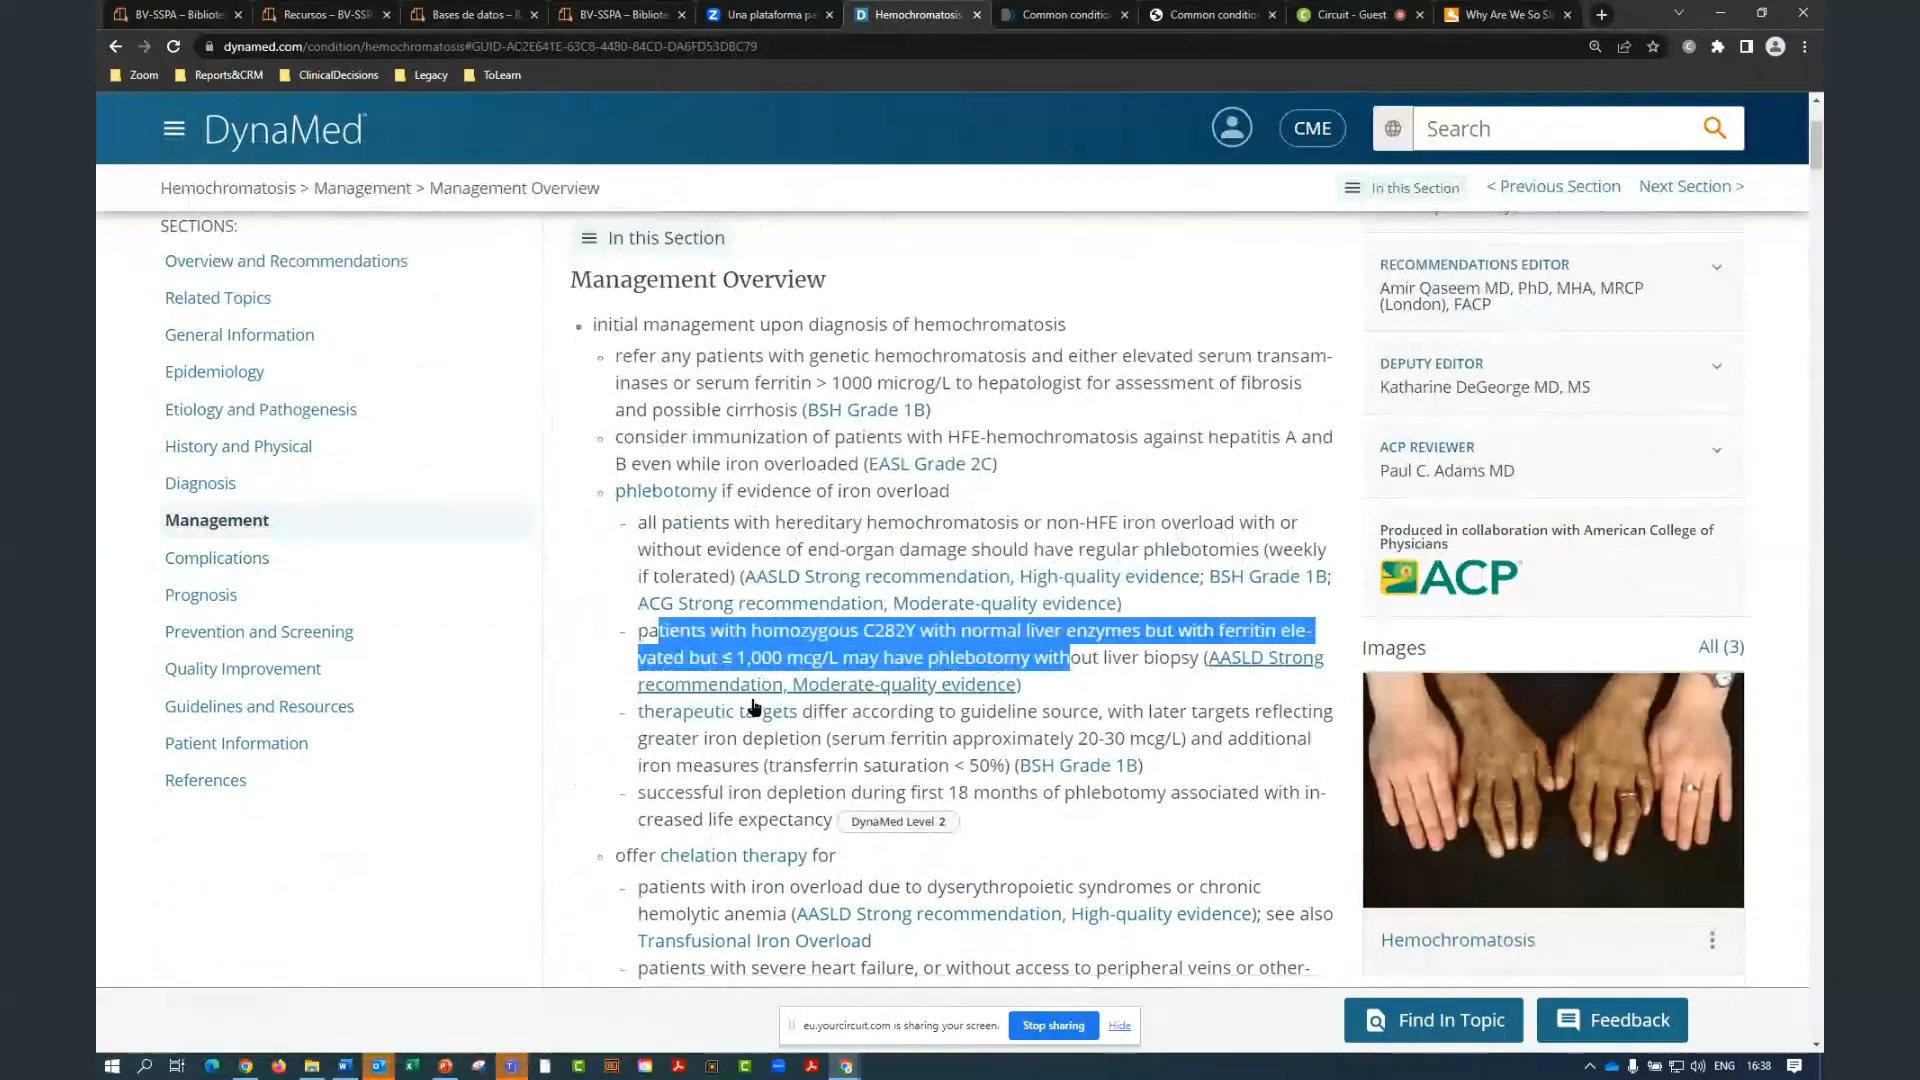 BV-SSPA – Bibliote
Recursos – BV-SSP
Bases de datos –
BV-SSPA – Bibliote
Una plataforma pa
Hemochromatosis
Common conditio
Common conditio
Circuit - Guest
Why Are We So Sl
dynamed.com/condition/hemochromatosis#GUID-AC2E641E-63C8-4480-84CD-DA6FD53DBC79
Zoom
Reports&CRM
ClinicalDecisions
Legacy
ToLearn
DynaMed
CME
Search
Hemochromatosis > Management > Management Overview
In this Section
< Previous Section
Next Section >
SECTIONS:
Overview and Recommendations
Related Topics
General Information
Epidemiology
Etiology and Pathogenesis
History and Physical
Diagnosis
Management
Complications
Prognosis
Prevention and Screening
Quality Improvement
Guidelines and Resources
Patient Information
References
In this Section
Management Overview
initial management upon diagnosis of hemochromatosis
refer any patients with genetic hemochromatosis and either elevated serum transam-
inases or serum ferritin > 1000 microg/L to hepatologist for assessment of fibrosis
and possible cirrhosis (BSH Grade 1B)
consider immunization of patients with HFE-hemochromatosis against hepatitis A and
B even while iron overloaded (EASL Grade 2C)
phlebotomy if evidence of iron overload
all patients with hereditary hemochromatosis or non-HFE iron overload with or
without evidence of end-organ damage should have regular phlebotomies (weekly
if tolerated) (AASLD Strong recommendation, High-quality evidence; BSH Grade 1B;
ACG Strong recommendation, Moderate-quality evidence)
patients with homozygous C282Y with normal liver enzymes but with ferritin ele-
vated but ≤ 1,000 mcg/L may have phlebotomy without liver biopsy (AASLD Strong
recommendation, Moderate-quality evidence)
therapeutic targets differ according to guideline source, with later targets reflecting
greater iron depletion (serum ferritin approximately 20-30 mcg/L) and additional
iron measures (transferrin saturation < 50%) (BSH Grade 1B)
successful iron depletion during first 18 months of phlebotomy associated with in-
creased life expectancy DynaMed Level 2
offer chelation therapy for
patients with iron overload due to dyserythropoietic syndromes or chronic
hemolytic anemia (AASLD Strong recommendation, High-quality evidence); see also
Transfusional Iron Overload
patients with severe heart failure, or without access to peripheral veins or other-
RECOMMENDATIONS EDITOR
Amir Qaseem MD, PhD, MHA, MRCP
(London), FACP
DEPUTY EDITOR
Katharine DeGeorge MD, MS
ACP REVIEWER
Paul C. Adams MD
Produced in collaboration with American College of
Physicians
ACP
Images
All (3)
Hemochromatosis
Find In Topic
Feedback
eu.yourcircuit.com is sharing your screen.
Stop sharing
Hide
ENG
16:38